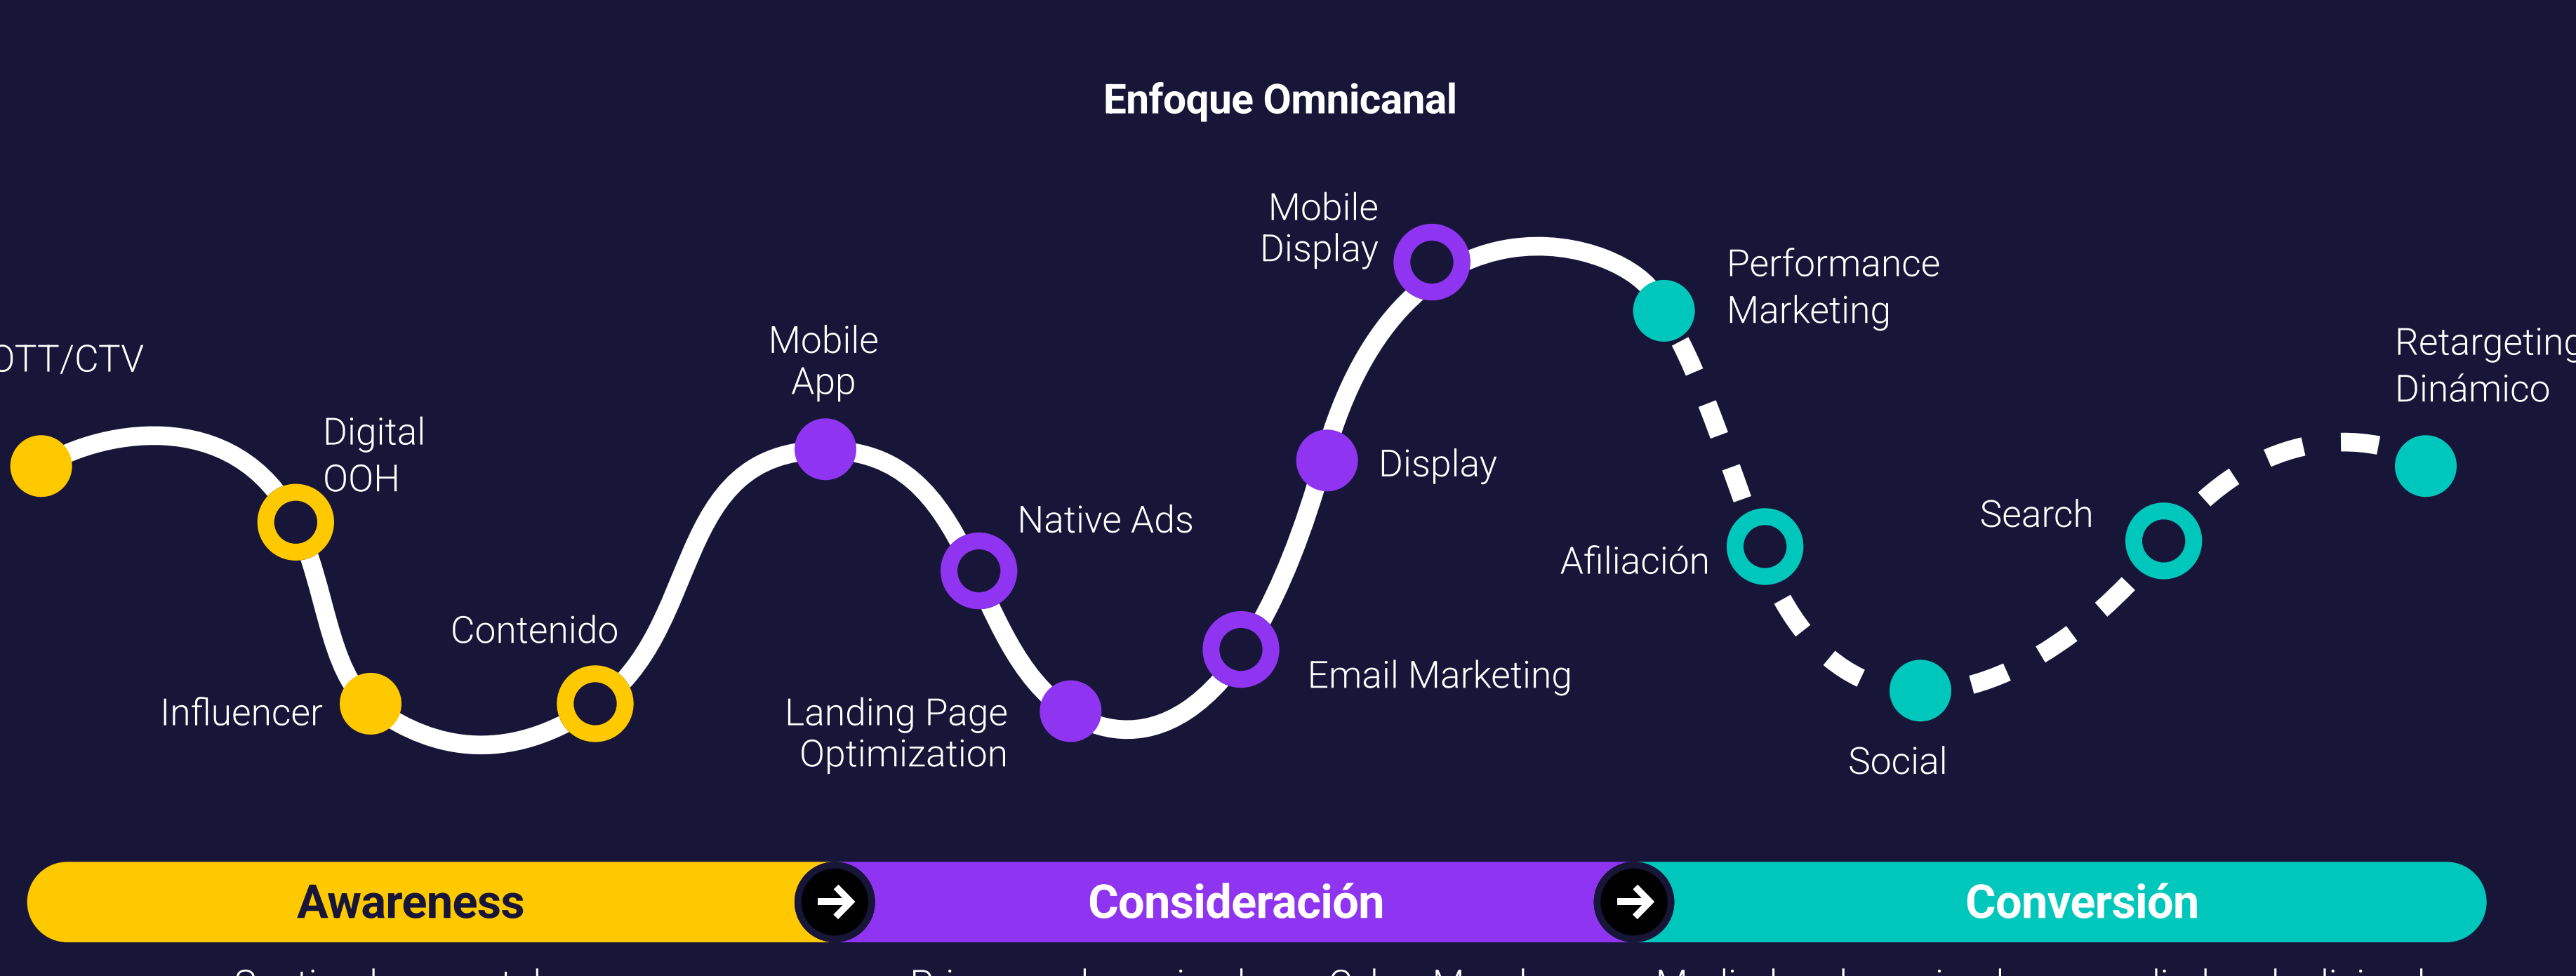 Enfoque Omnicanal
OTT/CTV
Digital
OOH
Influencer
Contenido
Mobile
App
Native Ads
Landing Page
Optimization
Email Marketing
Display
Mobile
Display
Performance
Marketing
Afiliación
Social
Search
Retargeting
Dinámico
Awareness
Consideración
Conversión